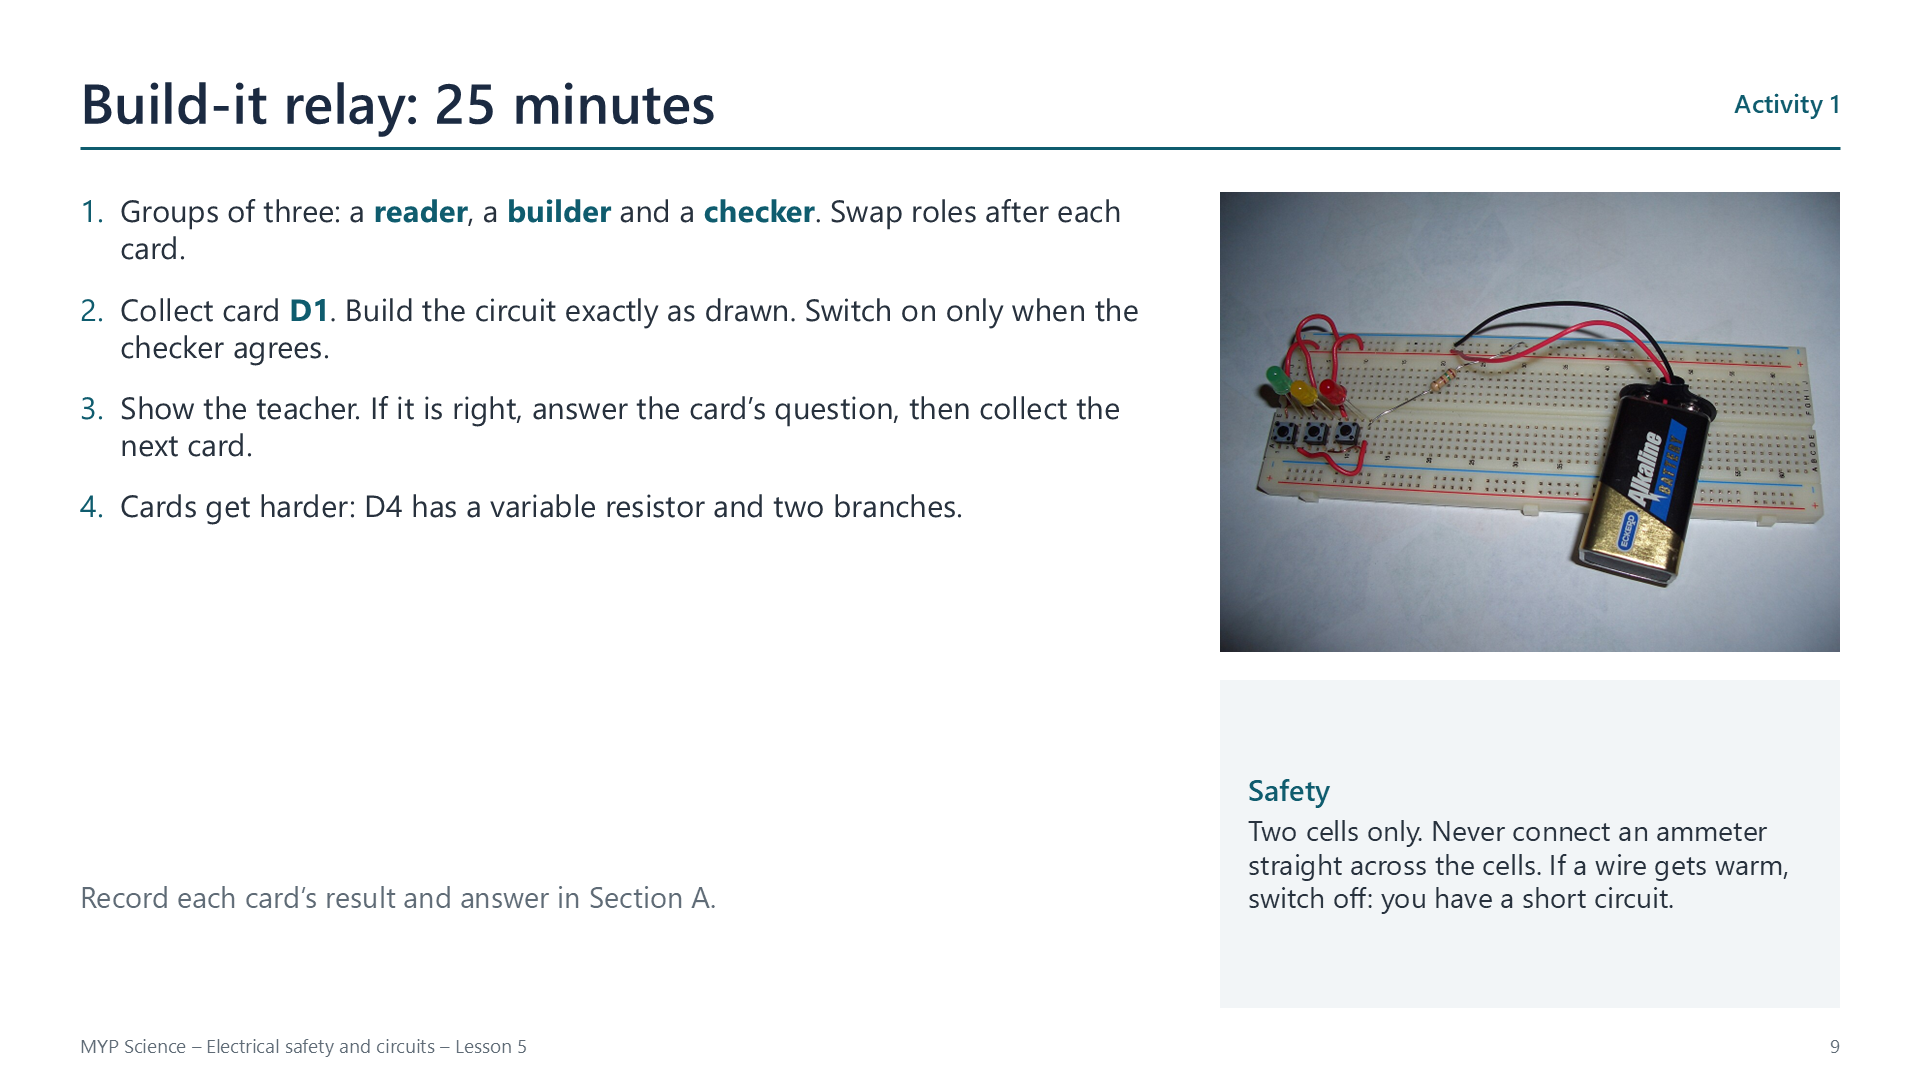 Build-it relay: 25 minutes
Activity 1
1. Groups of three: a reader, a builder and a checker. Swap roles after each
card.
2. Collect card D1. Build the circuit exactly as drawn. Switch on only when the
checker agrees.
3. Show the teacher. If it is right, answer the card’s question, then collect the
next card.
4. Cards get harder: D4 has a variable resistor and two branches.
Record each card’s result and answer in Section A.
Alkaline
BATTERY
ECKERD
Safety
Two cells only. Never connect an ammeter
straight across the cells. If a wire gets warm,
switch off: you have a short circuit.
MYP Science – Electrical safety and circuits – Lesson 5
9